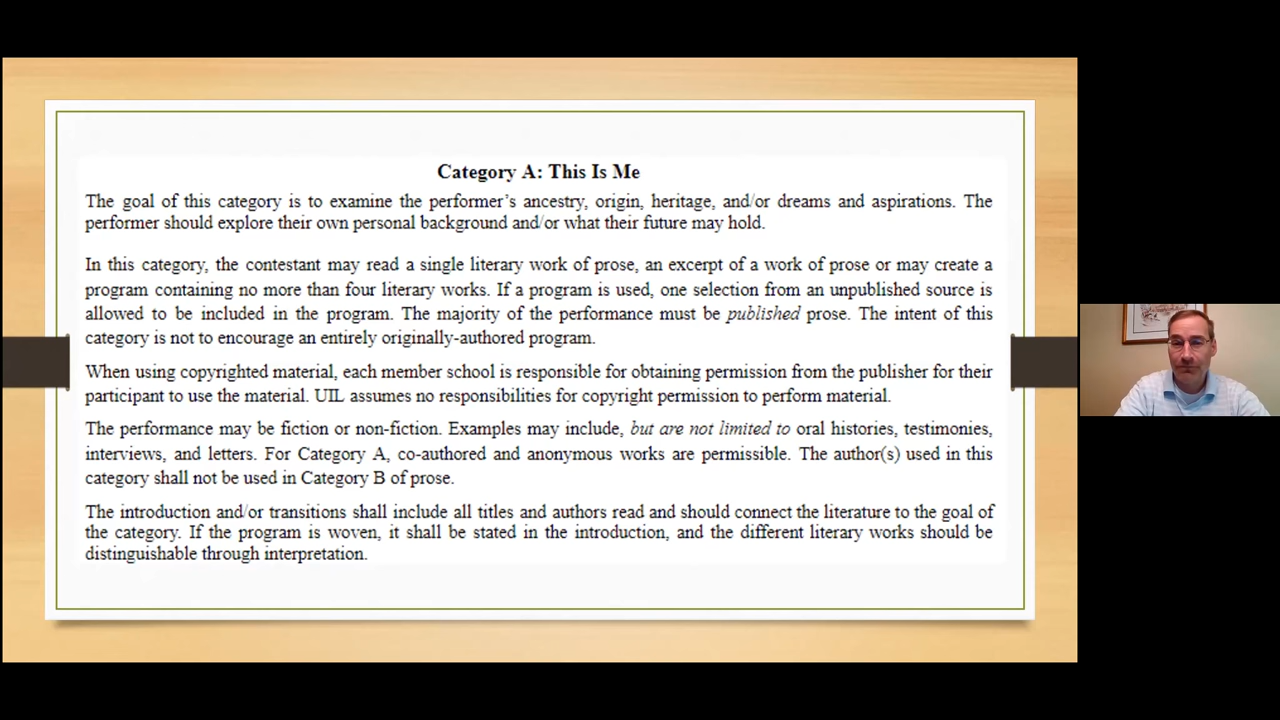 Category A: This Is Me
The goal of this category is to examine the performer's ancestry, origin, heritage, and/or dreams and aspirations. The
performer should explore their own personal background and/or what their future may hold.
In this category, the contestant may read a single literary work of prose, an excerpt of a work of prose or may create a
program containing no more than four literary works. If a program is used, one selection from an unpublished source is
allowed to be included in the program. The majority of the performance must be published prose. The intent of this
category is not to encourage an entirely originally-authored program.
When using copyrighted material, each member school is responsible for obtaining permission from the publisher for their
participant to use the material. UIL assumes no responsibilities for copyright permission to perform material.
The performance may be fiction or non-fiction. Examples may include, but are not limited to oral histories, testimonies,
interviews, and letters. For Category A, co-authored and anonymous works are permissible. The author(s) used in this
category shall not be used in Category B of prose.
The introduction and/or transitions shall include all titles and authors read and should connect the literature to the goal of
the category. If the program is woven, it shall be stated in the introduction, and the different literary works should be
distinguishable through interpretation.